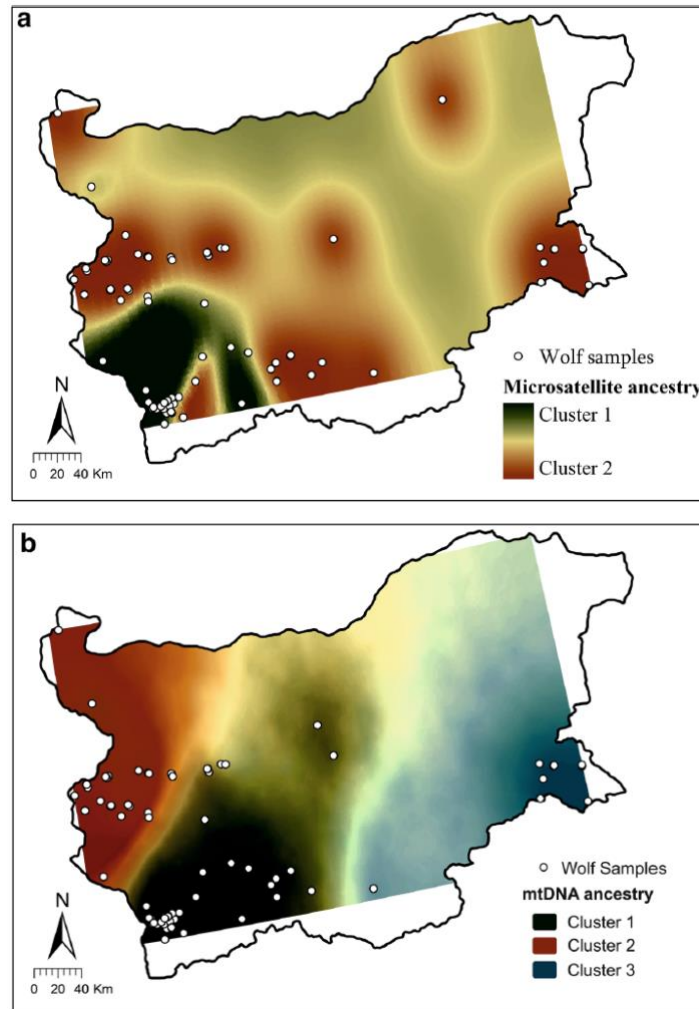 a
Wolf samples
Microsatellite ancestry
Cluster 1
Cluster 2
N
0 20 40 Km
b
Wolf Samples
mtDNA ancestry
Cluster 1
Cluster 2
Cluster 3
N
0 20 40 Km